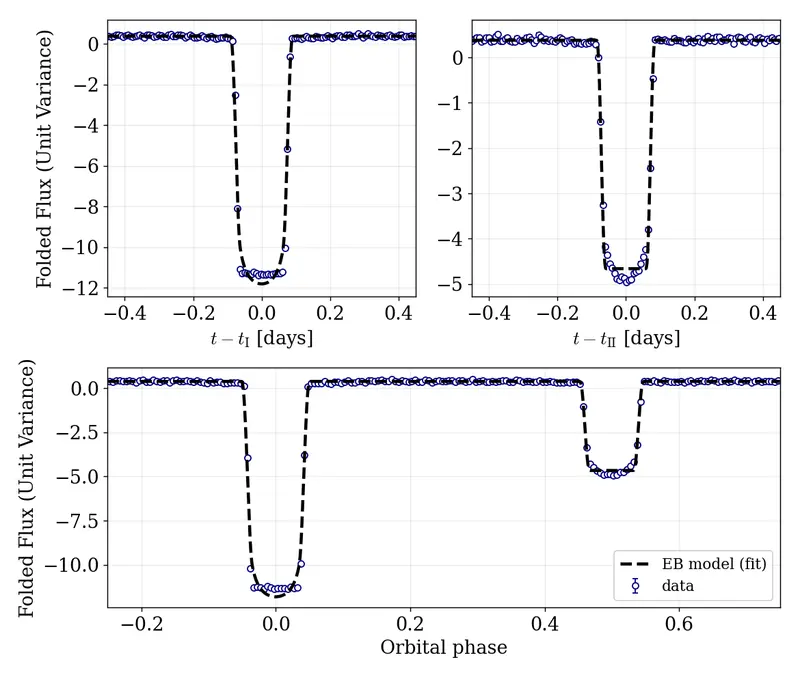 Folded Flux (Unit Variance)
0
−2
−4
−6
−8
−10
−12
−0.4 −0.2 0.0 0.2 0.4
t − t_I [days]
0
−1
−2
−3
−4
−5
−0.4 −0.2 0.0 0.2 0.4
t − t_II [days]
Folded Flux (Unit Variance)
0.0
−2.5
−5.0
−7.5
−10.0
−0.2 0.0 0.2 0.4 0.6
Orbital phase
EB model (fit)
data